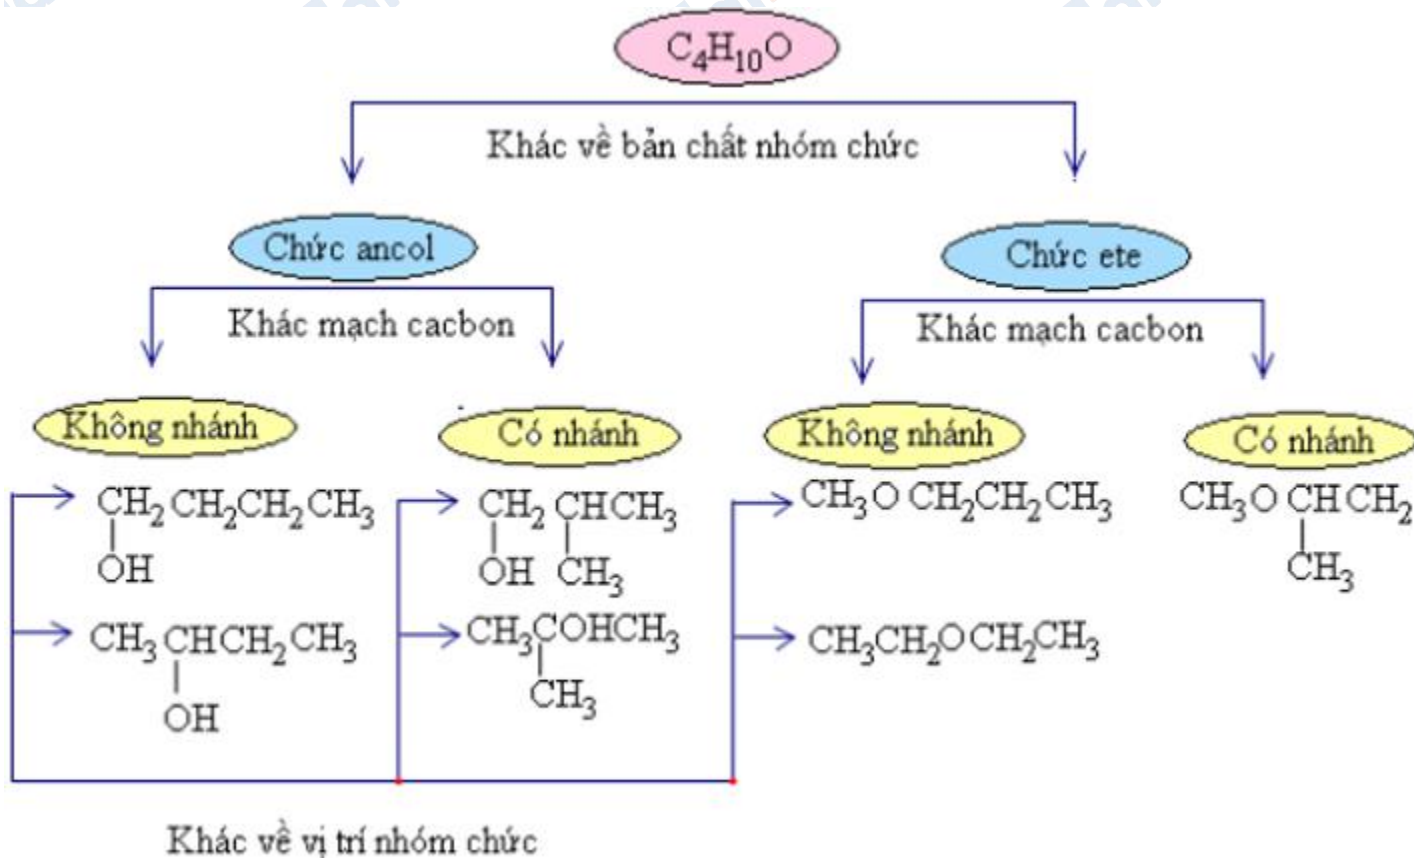 C₄H₁₀O
Khác về bản chất nhóm chức
Chức ancol
Chức ete
Khác mạch cacbon
Khác mạch cacbon
Không nhánh
Có nhánh
Không nhánh
Có nhánh
CH₂CH₂CH₂CH₃
OH
CH₂CHCH₃
OH CH₃
CH₃OCH₂CH₂CH₃
CH₃OCHCH₂
CH₃
CH₃CHCH₂CH₃
OH
CH₃COHCH₃
CH₃
CH₃CH₂OCH₂CH₃
Khác về vị trí nhóm chức